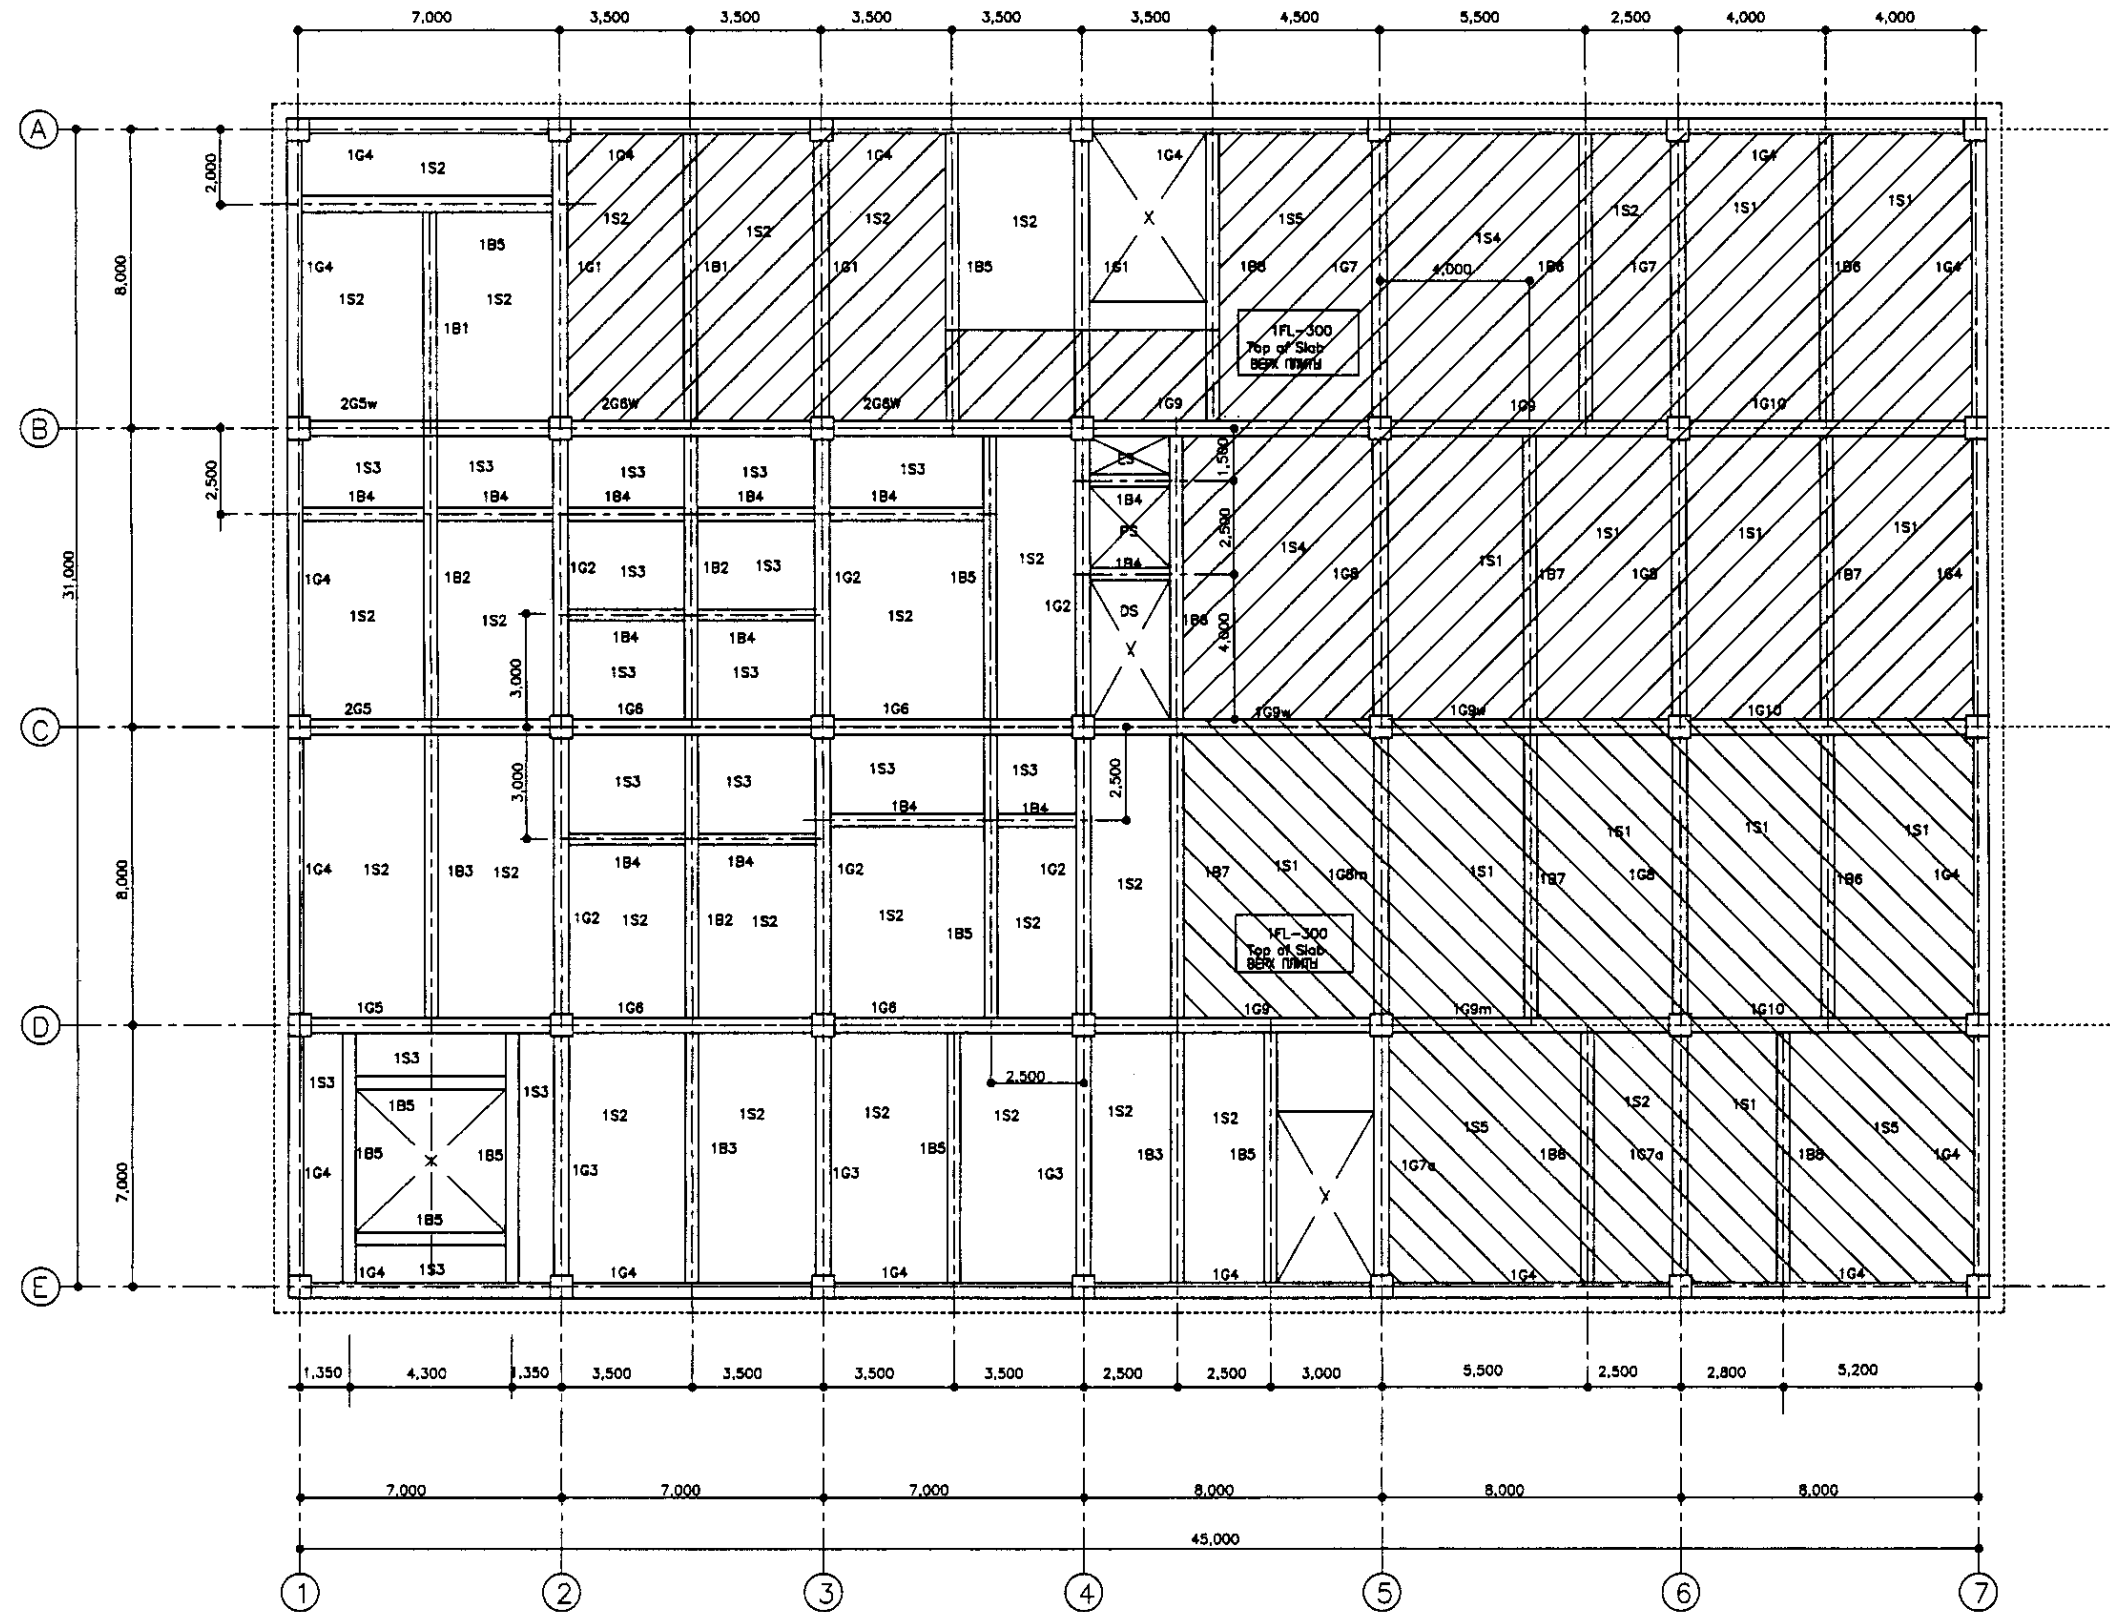 7,000 3,500 3,500 3,500 3,500 3,500 4,500 5,500 2,500 4,000 4,000
A
2,000
1G4 1S2 1G4 1G4 1G4 1G4
1S2 1S2 1S2 1S2 1S5 1S4 1S2 1S1 1S1
X
1B5
8,000
1G4 1G1 1B1 1G1 1B5 1G1 1B8 1G7 4,000 1B6 1G7 1B6 1G4
1S2 1S2
1B1
1FL-300
Top of Slab
ВЕРХ ПЛИТЫ
2G5w 2G6W 2G6W 1G9 1G9 1G10
B
2,500
1S3 1S3 1S3 1S3 1S3 ES 1,500
1B4 1B4 1B4 1B4 1B4 1B4
PS 2,500
1S2 1S4 1S1 1S1 1S1 1S1
1B4
31,000
1G4 1B2 1G2 1S3 1B2 1S3 1G2 1B5 1G8 1B7 1G8 1B7 1G4
1G2 DS
1S2 1S2 1S2 1B6
1B4 1B4 X 4,000
3,000
1S3 1S3
2G5 1G6 1G6 1G9w 1G9w 1G10
C
3,000
1S3 1S3 1S3 1S3 2,500
1B4 1B4
1S1 1S1 1S1
8,000
1B4 1B4
1G4 1S2 1B3 1S2 1G2 1G2 1S2 1B7 1S1 1G8m 1S1 1B7 1G8 1B6 1G4
1G2 1S2 1B2 1S2 1S2 1B5 1S2
1FL-300
Top of Slab
ВЕРХ ПЛИТЫ
1G5 1G6 1G6 1G9 1G9m 1G10
D
1S3 1S3 1S3 2,500
1B5 1S2 1S2 1S2 1S2 1S2 1S2 1S5 1S2 1S1 1S5
7,000
1B5 X 1B5 1B3 1B5 1B3 1B5 1G7a 1B8 1G7a 1B8 1G4
1G4 1G3 1G3 1G3 X
1B5
1G4 1S3 1G4 1G4 1G4 1G4 1G4
E
1,350 4,300 1,350 3,500 3,500 3,500 3,500 2,500 2,500 3,000 5,500 2,500 2,800 5,200
7,000 7,000 7,000 8,000 8,000 8,000
45,000
1 2 3 4 5 6 7